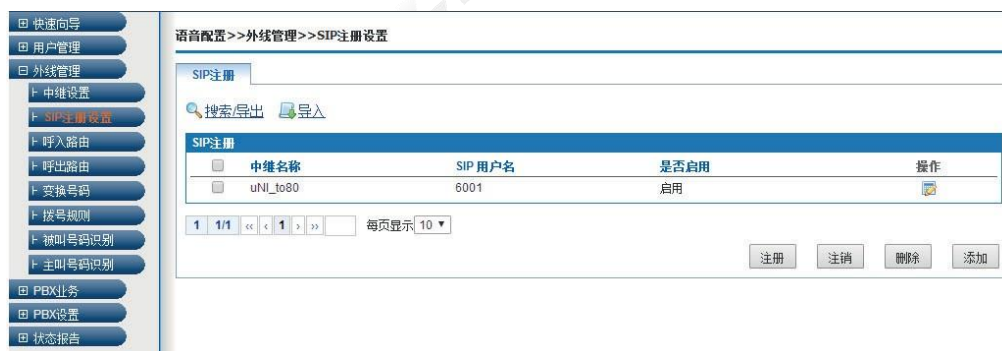 快速向导
用户管理
外线管理
中继设置
SIP注册设置
呼入路由
呼出路由
变换号码
拨号规则
被叫号码识别
主叫号码识别
PBX业务
PBX设置
状态报告
语音配置>>外线管理>>SIP注册设置
SIP注册
搜索/导出 导入
SIP注册
中继名称 SIP 用户名 是否启用 操作
uNI_to80 6001 启用
1 1/1 « ‹ 1 › » 每页显示 10 ▼
注册 注销 删除 添加